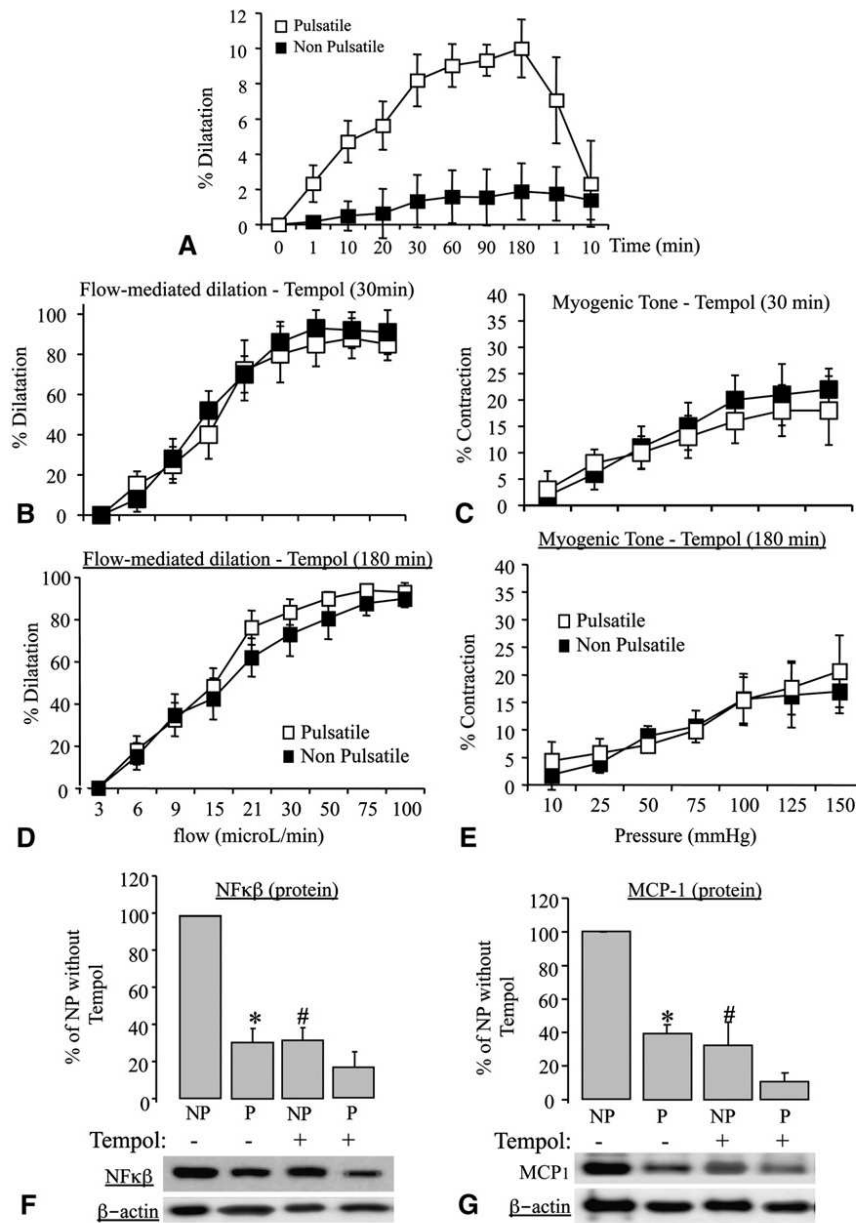 12
10
8
6
4
2
0
% Dilatation
Pulsatile
Non Pulsatile
0 1 10 20 30 60 90 180 1 10 Time (min)
A
Flow-mediated dilation - Tempol (30min)
100
80
60
40
20
0
% Dilatation
B
Myogenic Tone - Tempol (30 min)
40
35
30
25
20
15
10
5
0
% Contraction
C
Flow-mediated dilation - Tempol (180 min)
100
80
60
40
20
0
% Dilatation
Pulsatile
Non Pulsatile
3 6 9 15 21 30 50 75 100
flow (microL/min)
D
Myogenic Tone - Tempol (180 min)
40
35
30
25
20
15
10
5
0
% Contraction
Pulsatile
Non Pulsatile
10 25 50 75 100 125 150
Pressure (mmHg)
E
NFκβ (protein)
120
100
80
60
40
20
0
% of NP without
Tempol
* #
NP P NP P
Tempol: - - + +
NFκβ
β-actin
F
MCP-1 (protein)
120
100
80
60
40
20
0
% of NP without
Tempol
* #
NP P NP P
Tempol: - - + +
MCP1
β-actin
G